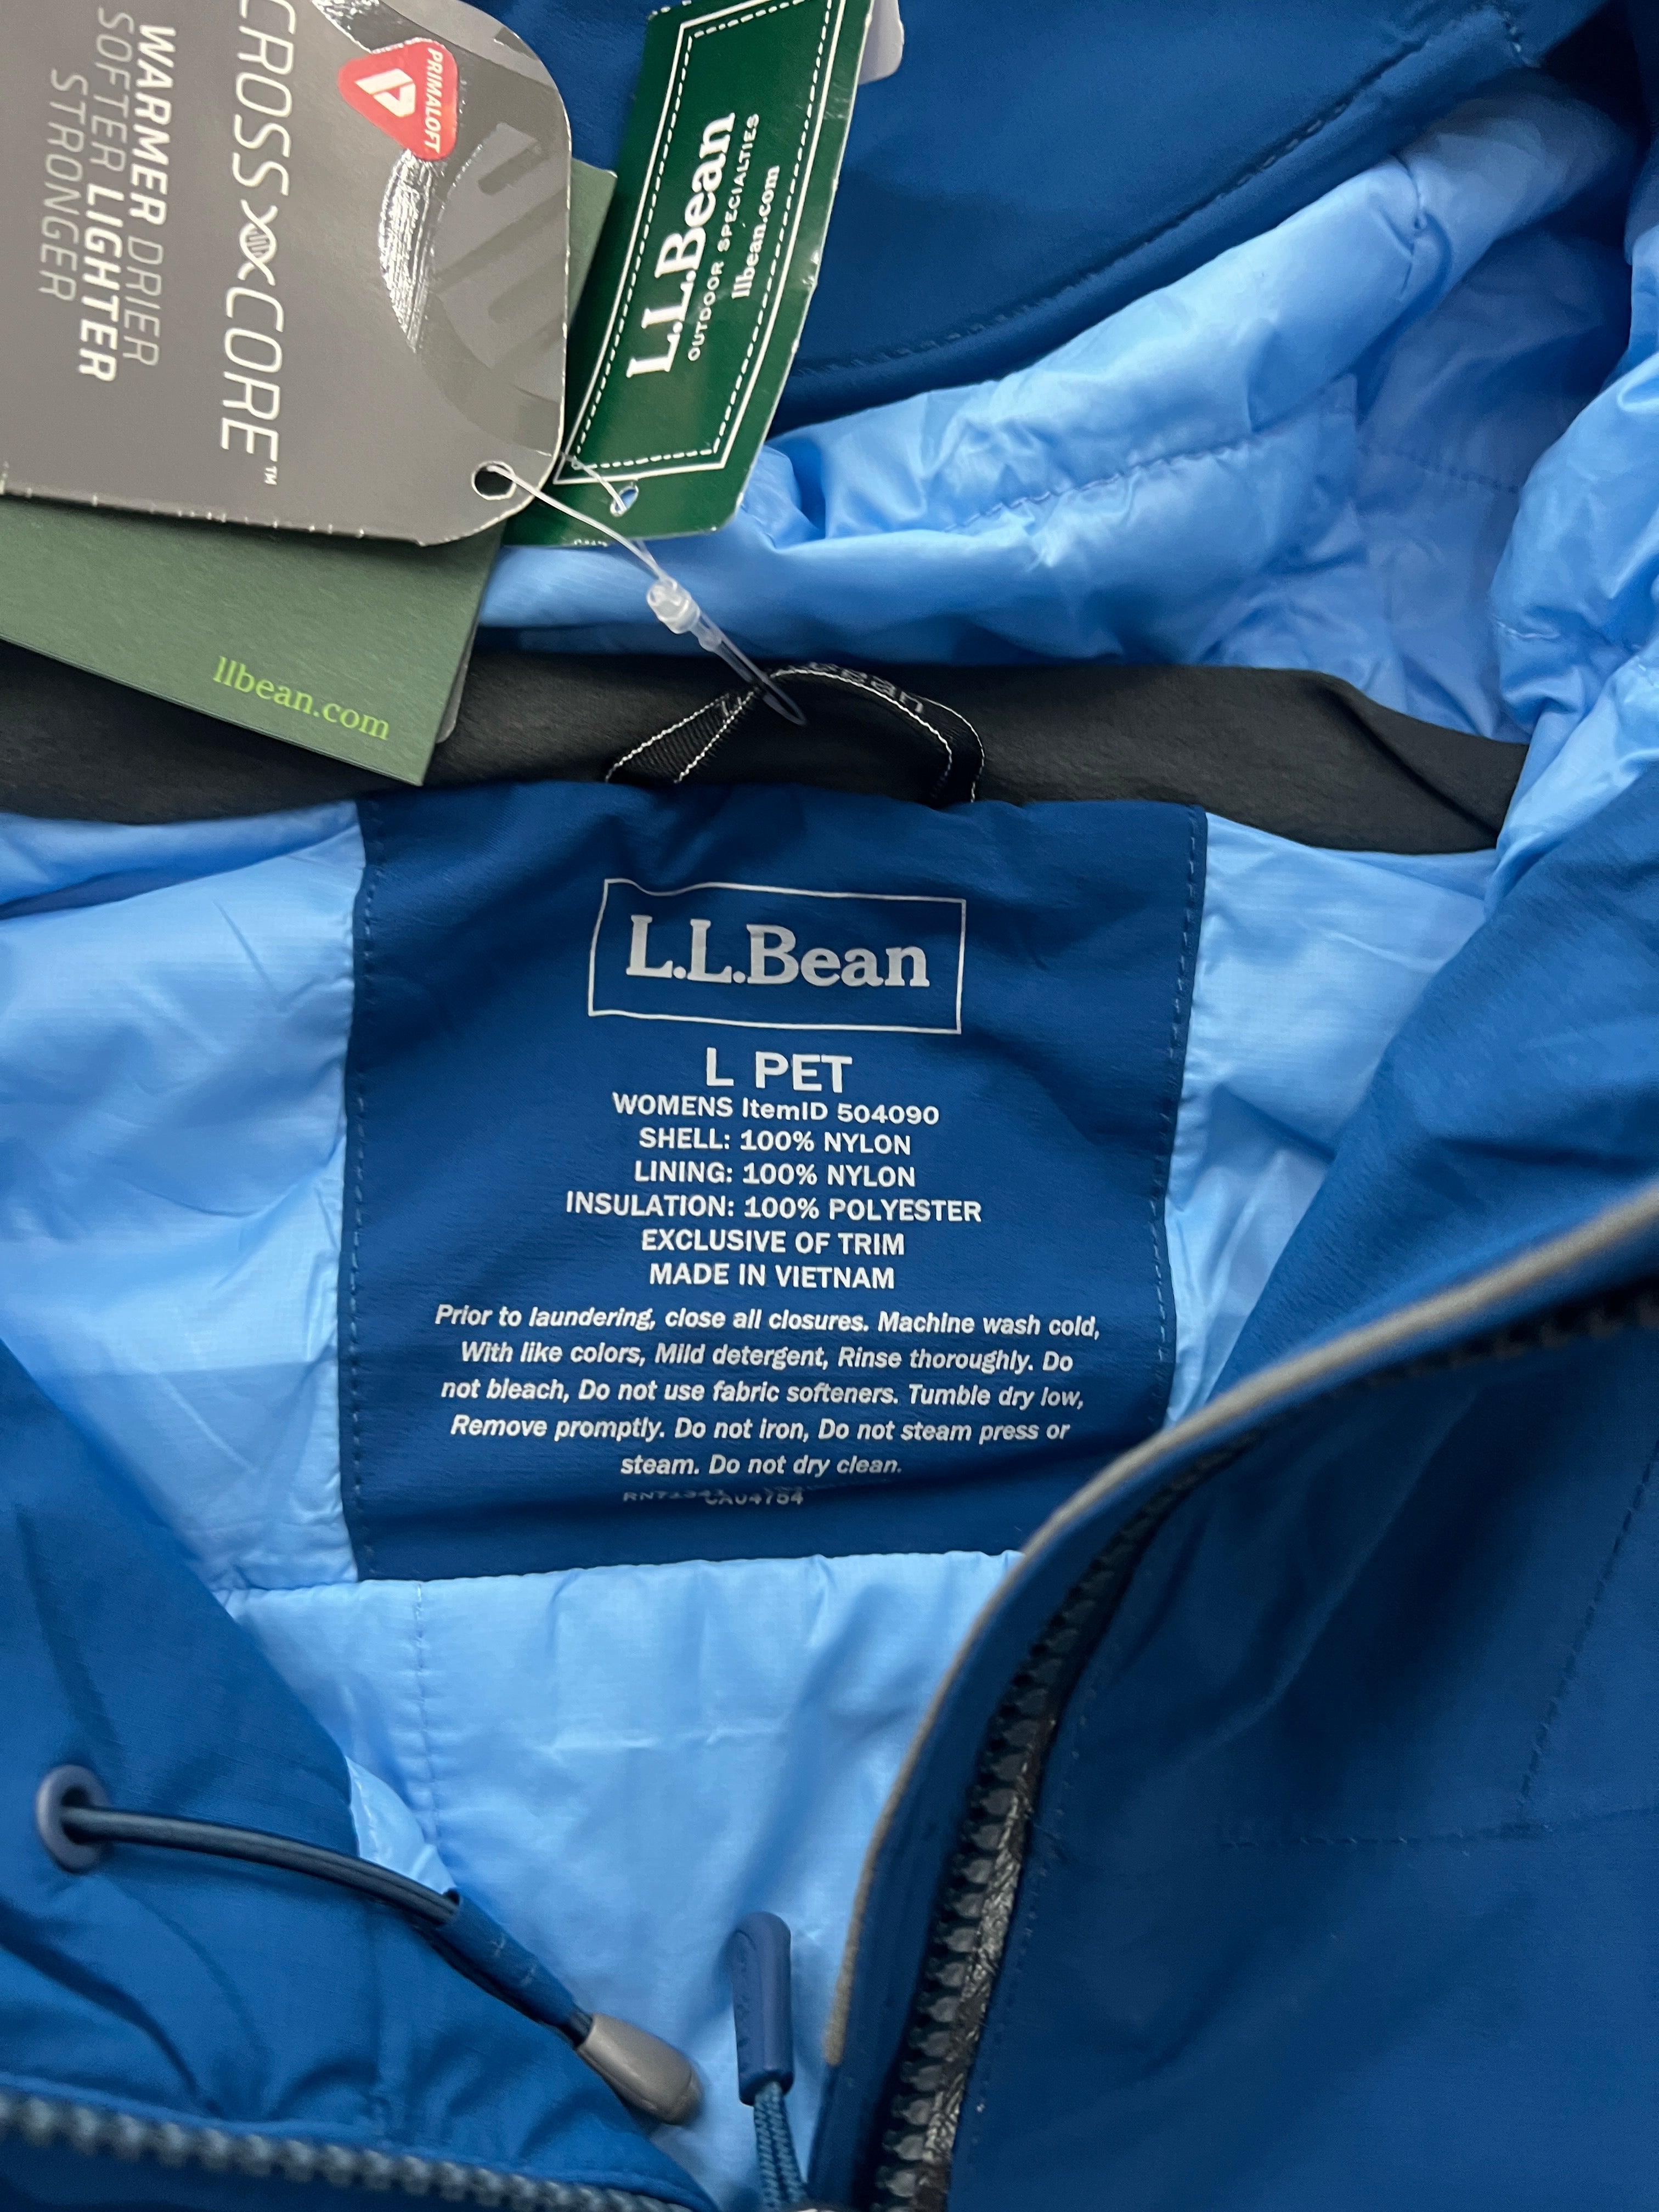 PRIMALOFT
CROSS CORE™
WARMER DRIER
SOFTER LIGHTER
STRONGER
L.L.Bean
OUTDOOR SPECIALTIES
llbean.com
llbean.com
L.L.Bean
L PET
WOMENS ItemID 504090
SHELL: 100% NYLON
LINING: 100% NYLON
INSULATION: 100% POLYESTER
EXCLUSIVE OF TRIM
MADE IN VIETNAM
Prior to laundering, close all closures. Machine wash cold,
With like colors, Mild detergent, Rinse thoroughly. Do
not bleach, Do not use fabric softeners. Tumble dry low,
Remove promptly. Do not iron, Do not steam press or
steam. Do not dry clean.
CA04754